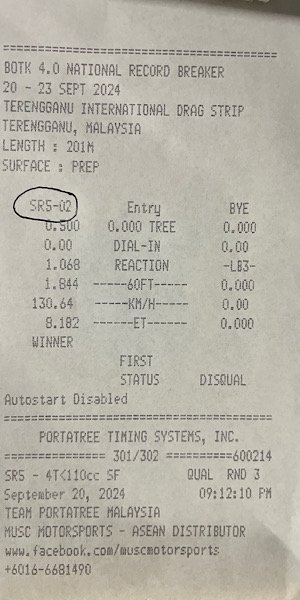 ====================================
BOTK 4.0 NATIONAL RECORD BREAKER
20 - 23 SEPT 2024
TERENGGANU INTERNATIONAL DRAG STRIP
TERENGGANU, MALAYSIA
LENGTH : 201M
SURFACE : PREP
SR5-02 Entry BYE
0.500 0.000 TREE 0.000
0.00 DIAL-IN 0.00
1.068 REACTION -LB3-
1.844 ------60FT------ 0.000
130.64 ------KM/H------ 0.00
8.182 ------ET------ 0.000
WINNER
FIRST
STATUS DISQUAL
Autostart Disabled
====================================
PORTATREE TIMING SYSTEMS, INC.
=============== 301/302 ==========600214
SR5 - 4T<110cc SF QUAL RND 3
September 20, 2024 09:12:10 PM
TEAM PORTATREE MALAYSIA
MUSC MOTORSPORTS - ASEAN DISTRIBUTOR
www.facebook.com/muscmotorsports
+6016-6681490